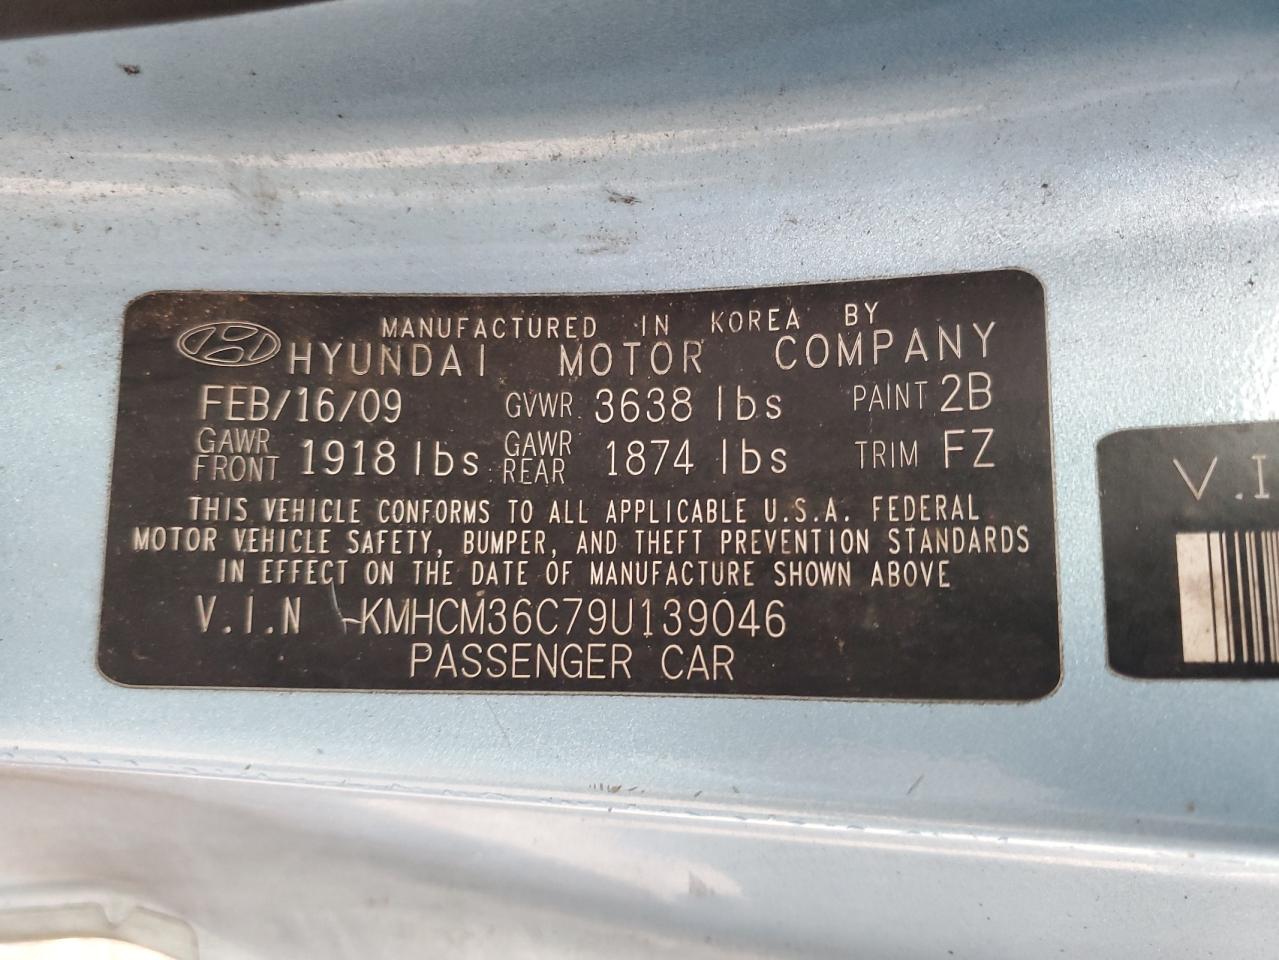 MANUFACTURED IN KOREA BY
HYUNDAI MOTOR COMPANY
FEB/16/09 GVWR 3638 lbs PAINT 2B
GAWR FRONT 1918 lbs GAWR REAR 1874 lbs TRIM FZ
THIS VEHICLE CONFORMS TO ALL APPLICABLE U.S.A. FEDERAL
MOTOR VEHICLE SAFETY, BUMPER, AND THEFT PREVENTION STANDARDS
IN EFFECT ON THE DATE OF MANUFACTURE SHOWN ABOVE
V.I.N KMHCM36C79U139046
PASSENGER CAR
V.I